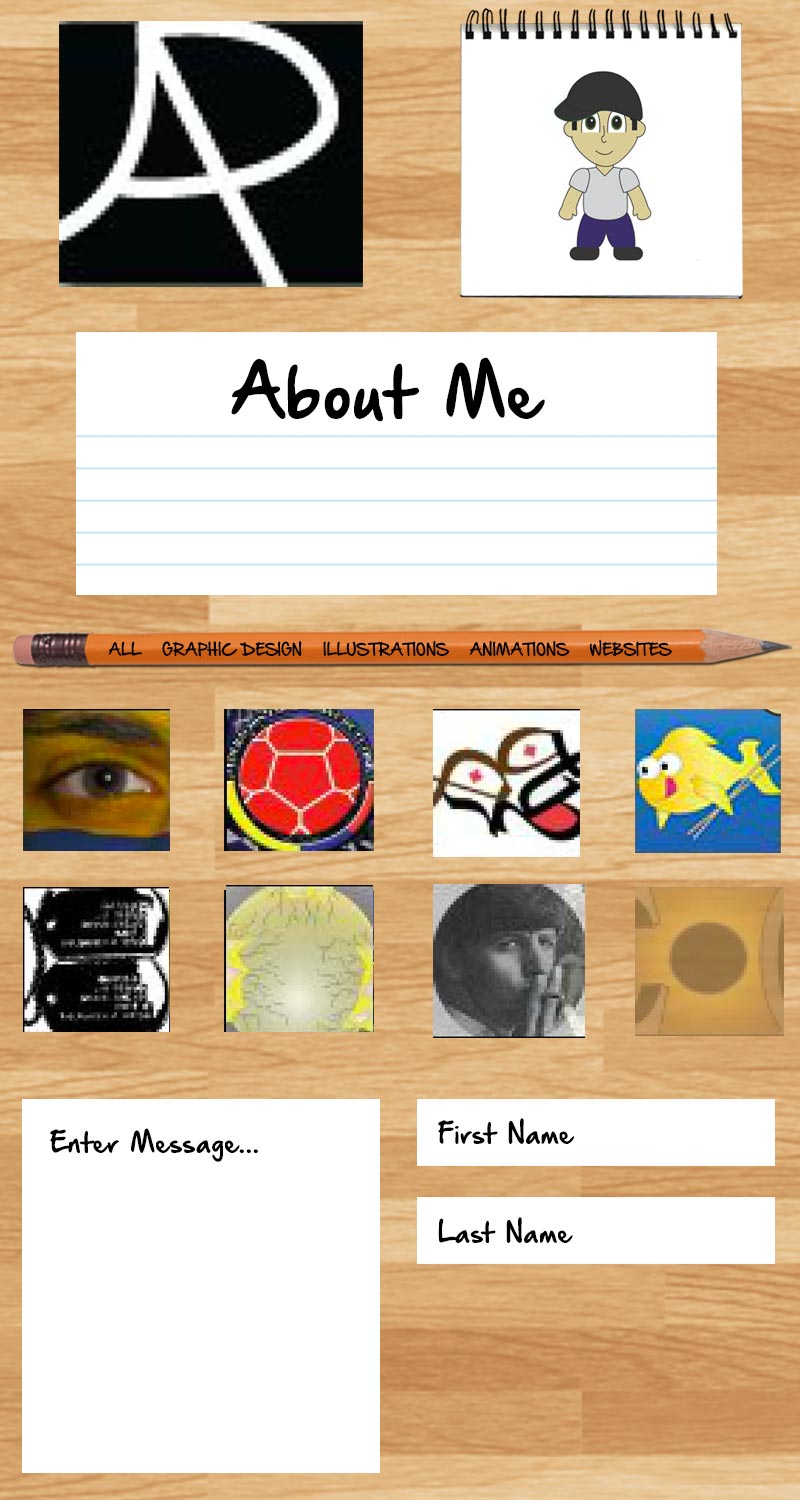 About Me
ALL GRAPHIC DESIGN ILLUSTRATIONS ANIMATIONS WEBSITES
Enter Message...
First Name
Last Name